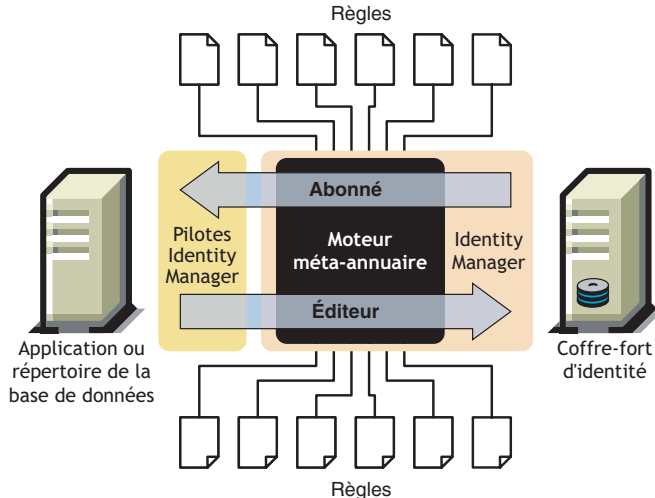 Règles
Abonné
Pilotes
Identity
Manager
Moteur
méta-annuaire
Identity
Manager
Éditeur
Application ou
répertoire de la
base de données
Coffre-fort
d'identité
Règles